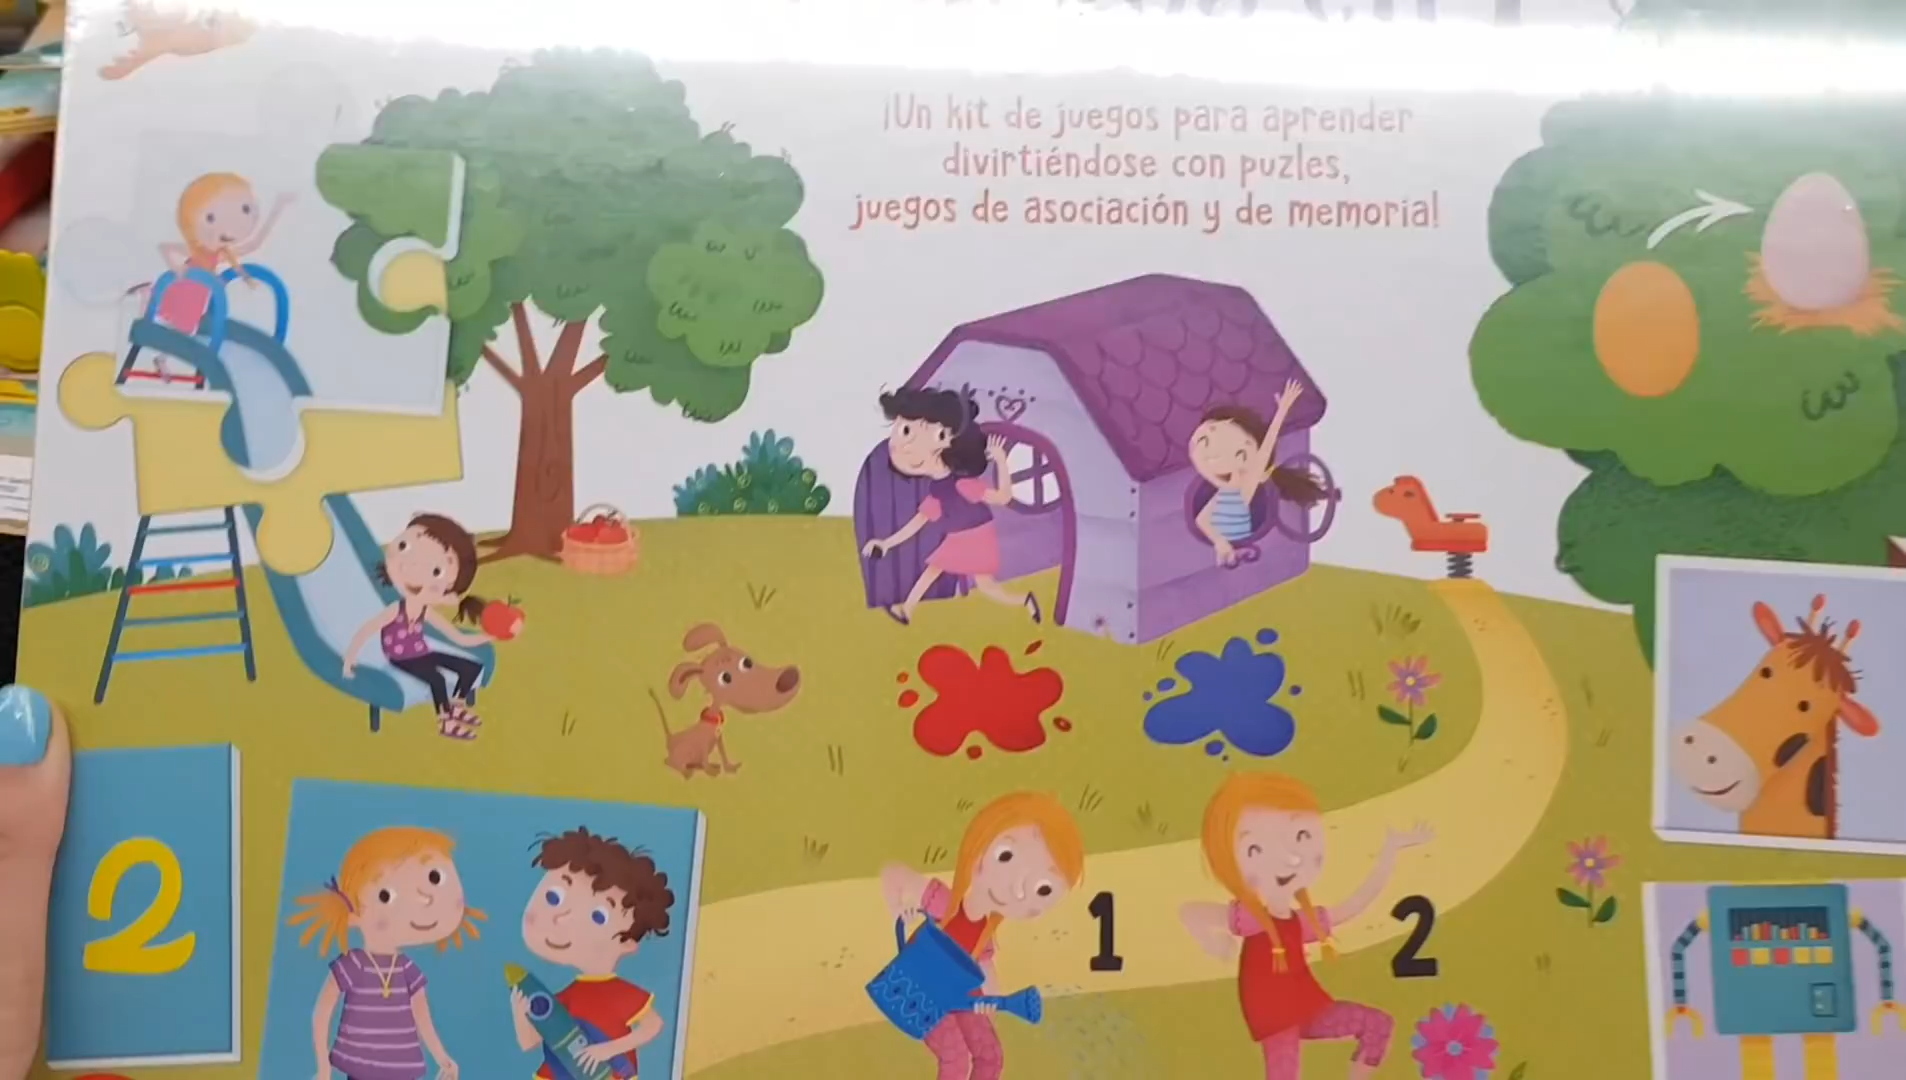 ¡Un kit de juegos para aprender
divirtiéndose con puzles,
juegos de asociación y de memoria!
2
1
2